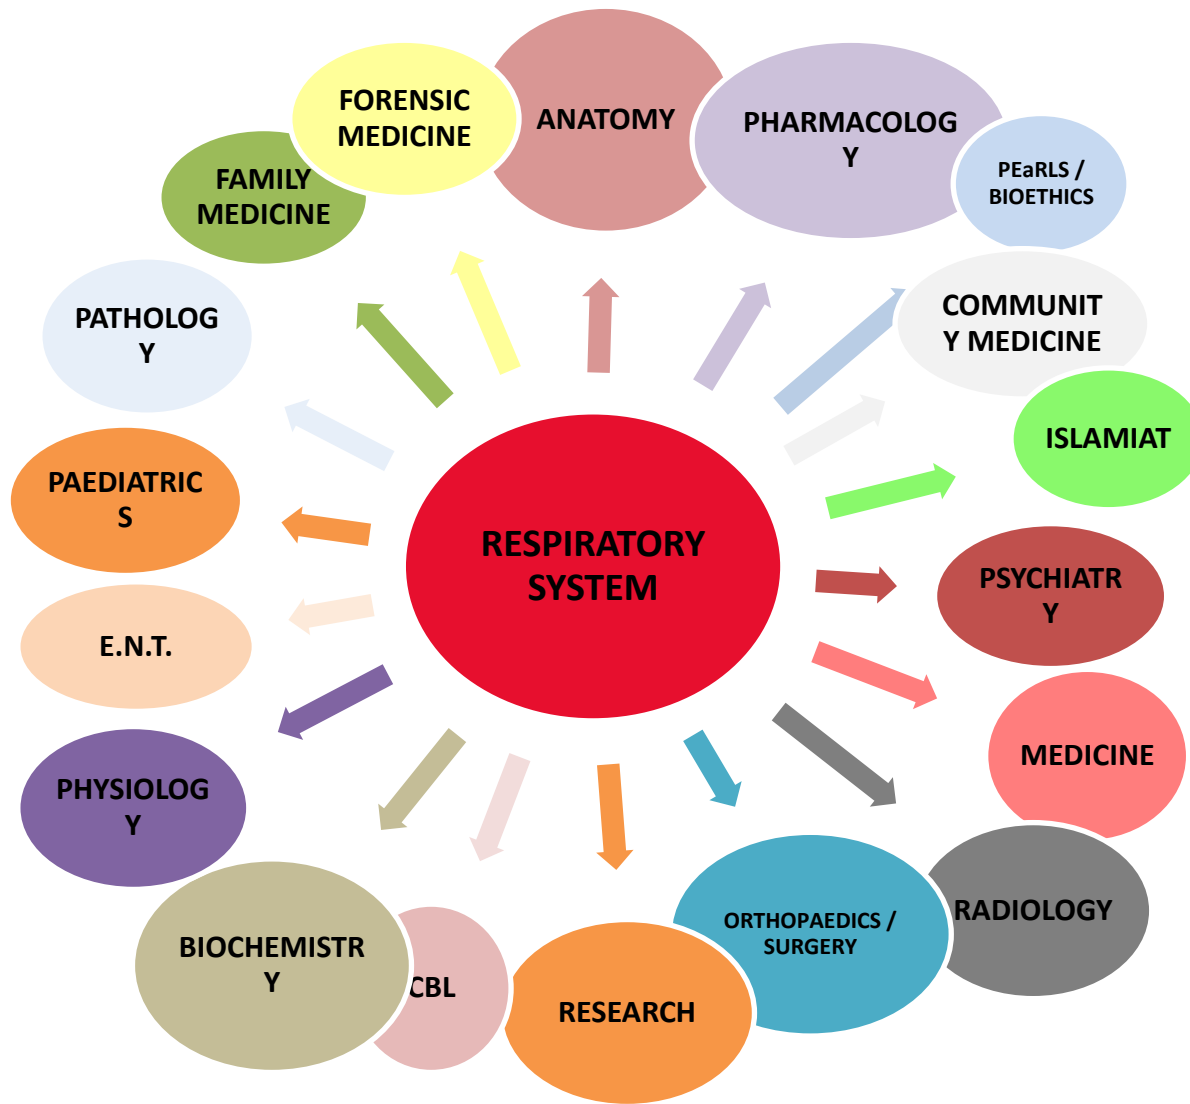 FORENSIC
MEDICINE
ANATOMY
PHARMACOLOG
Y
PEaRLS /
BIOETHICS
FAMILY
MEDICINE
COMMUNIT
Y MEDICINE
PATHOLOG
Y
ISLAMIAT
PAEDIATRIC
S
RESPIRATORY
SYSTEM
PSYCHIATR
Y
E.N.T.
MEDICINE
PHYSIOLOG
Y
RADIOLOGY
ORTHOPAEDICS /
SURGERY
BIOCHEMISTR
Y
CBL
RESEARCH